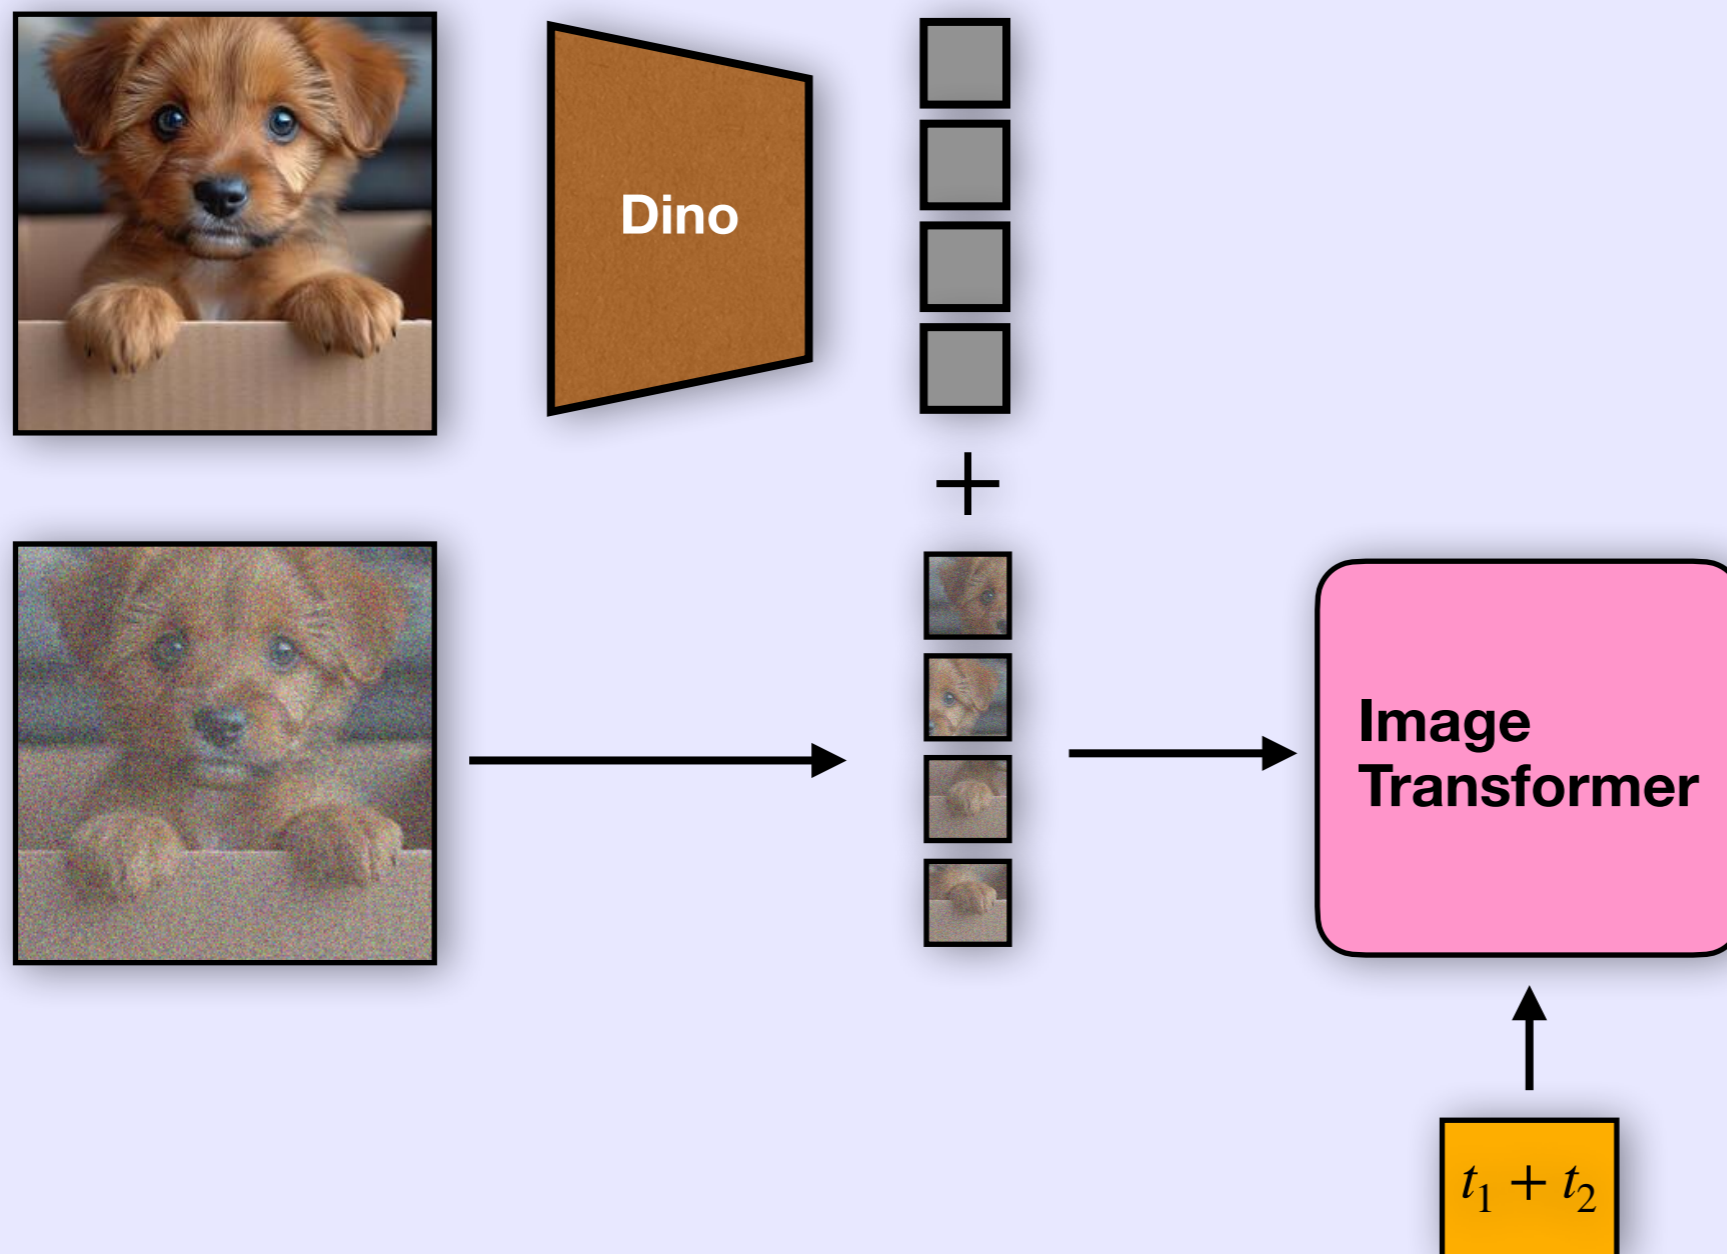 Dino
+
Image
Transformer
t₁ + t₂